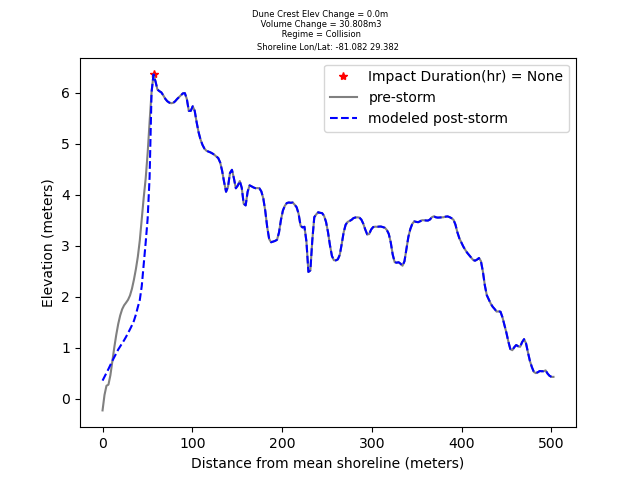 Dune Crest Elev Change = 0.0m
Volume Change = 30.808m3
Regime = Collision
Shoreline Lon/Lat: -81.082 29.382
Impact Duration(hr) = None
pre-storm
modeled post-storm
Elevation (meters)
6
5
4
3
2
1
0
0 100 200 300 400 500
Distance from mean shoreline (meters)